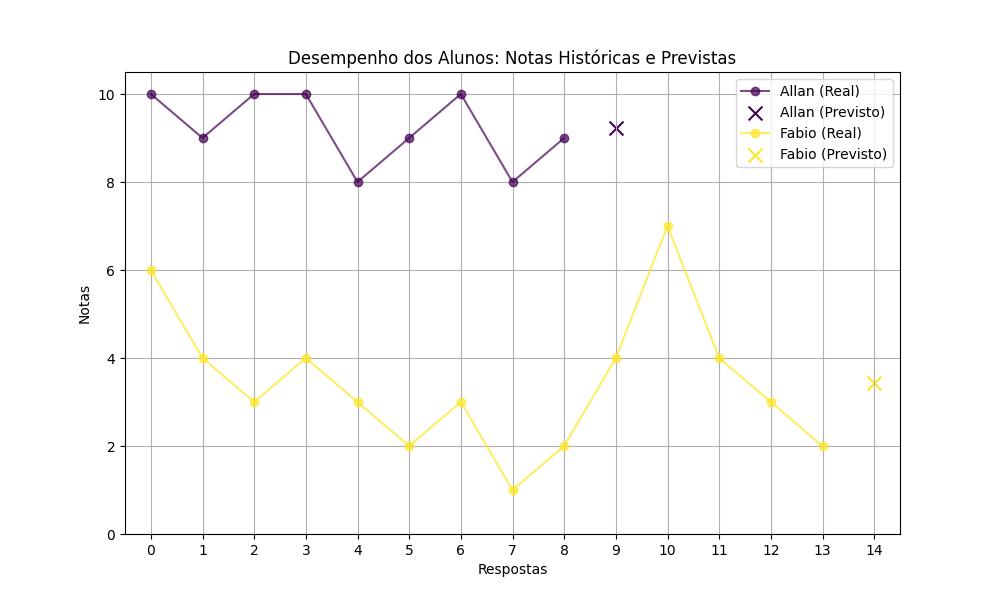 Desempenho dos Alunos: Notas Históricas e Previstas
Allan (Real)
Allan (Previsto)
Fabio (Real)
Fabio (Previsto)
Notas
10
8
6
4
2
0
0 1 2 3 4 5 6 7 8 9 10 11 12 13 14
Respostas